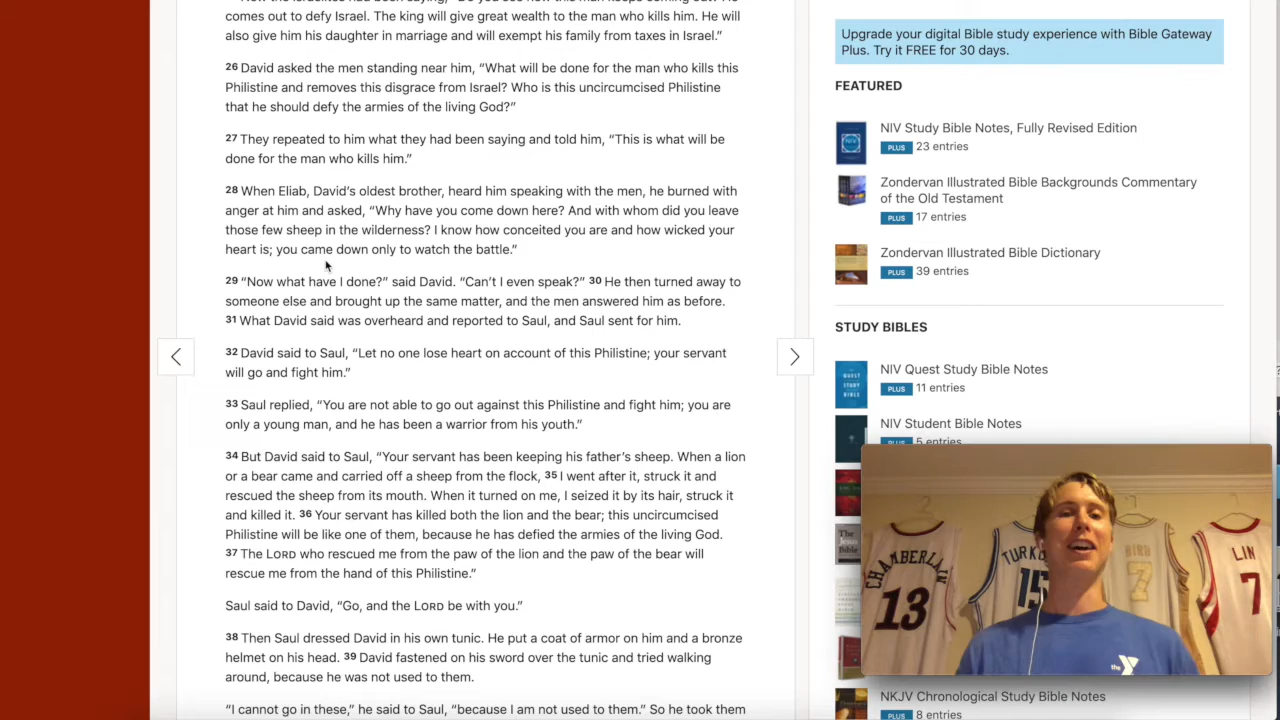 comes out to defy Israel. The king will give great wealth to the man who kills him. He will
also give him his daughter in marriage and will exempt his family from taxes in Israel.”
26 David asked the men standing near him, “What will be done for the man who kills this
Philistine and removes this disgrace from Israel? Who is this uncircumcised Philistine
that he should defy the armies of the living God?”
27 They repeated to him what they had been saying and told him, “This is what will be
done for the man who kills him.”
28 When Eliab, David’s oldest brother, heard him speaking with the men, he burned with
anger at him and asked, “Why have you come down here? And with whom did you leave
those few sheep in the wilderness? I know how conceited you are and how wicked your
heart is; you came down only to watch the battle.”
29 “Now what have I done?” said David. “Can’t I even speak?” 30 He then turned away to
someone else and brought up the same matter, and the men answered him as before.
31 What David said was overheard and reported to Saul, and Saul sent for him.
32 David said to Saul, “Let no one lose heart on account of this Philistine; your servant
will go and fight him.”
33 Saul replied, “You are not able to go out against this Philistine and fight him; you are
only a young man, and he has been a warrior from his youth.”
34 But David said to Saul, “Your servant has been keeping his father’s sheep. When a lion
or a bear came and carried off a sheep from the flock, 35 I went after it, struck it and
rescued the sheep from its mouth. When it turned on me, I seized it by its hair, struck it
and killed it. 36 Your servant has killed both the lion and the bear; this uncircumcised
Philistine will be like one of them, because he has defied the armies of the living God.
37 The LORD who rescued me from the paw of the lion and the paw of the bear will
rescue me from the hand of this Philistine.”
Saul said to David, “Go, and the LORD be with you.”
38 Then Saul dressed David in his own tunic. He put a coat of armor on him and a bronze
helmet on his head. 39 David fastened on his sword over the tunic and tried walking
around, because he was not used to them.
“I cannot go in these,” he said to Saul, “because I am not used to them.” So he took them
Upgrade your digital Bible study experience with Bible Gateway
Plus. Try it FREE for 30 days.
FEATURED
NIV Study Bible Notes, Fully Revised Edition
PLUS 23 entries
Zondervan Illustrated Bible Backgrounds Commentary
of the Old Testament
PLUS 17 entries
Zondervan Illustrated Bible Dictionary
PLUS 39 entries
STUDY BIBLES
NIV Quest Study Bible Notes
PLUS 11 entries
NIV Student Bible Notes
PLUS 5 entries
The
Jesus
Bible
CHAMBERLAIN
13
TURKO
15
BIRD
7
LIN
7
the
NKJV Chronological Study Bible Notes
PLUS 8 entries